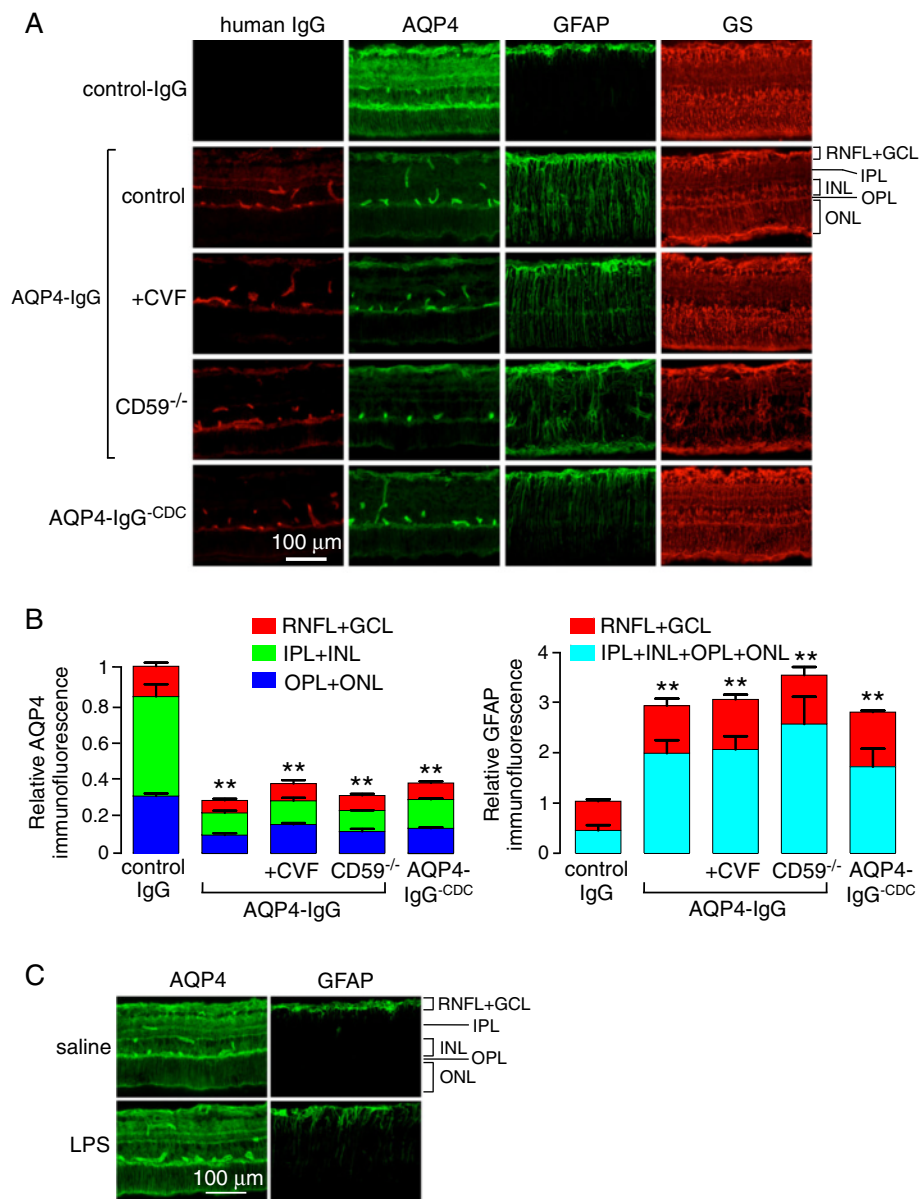 A
human IgG AQP4 GFAP GS
control-IgG
control
RNFL+GCL
IPL
INL
OPL
ONL
AQP4-IgG
+CVF
CD59-/-
AQP4-IgG-CDC
100 μm
B
RNFL+GCL
IPL+INL
OPL+ONL
Relative AQP4
immunofluorescence
1
0.8
0.6
0.4
0.2
0
** ** ** **
control
IgG
+CVF CD59-/- AQP4-
IgG-CDC
AQP4-IgG
RNFL+GCL
IPL+INL+OPL+ONL
Relative GFAP
immunofluorescence
4
3
2
1
0
** ** ** **
control
IgG
+CVF CD59-/- AQP4-
IgG-CDC
AQP4-IgG
C
AQP4 GFAP
saline
RNFL+GCL
IPL
INL
OPL
ONL
LPS
100 μm